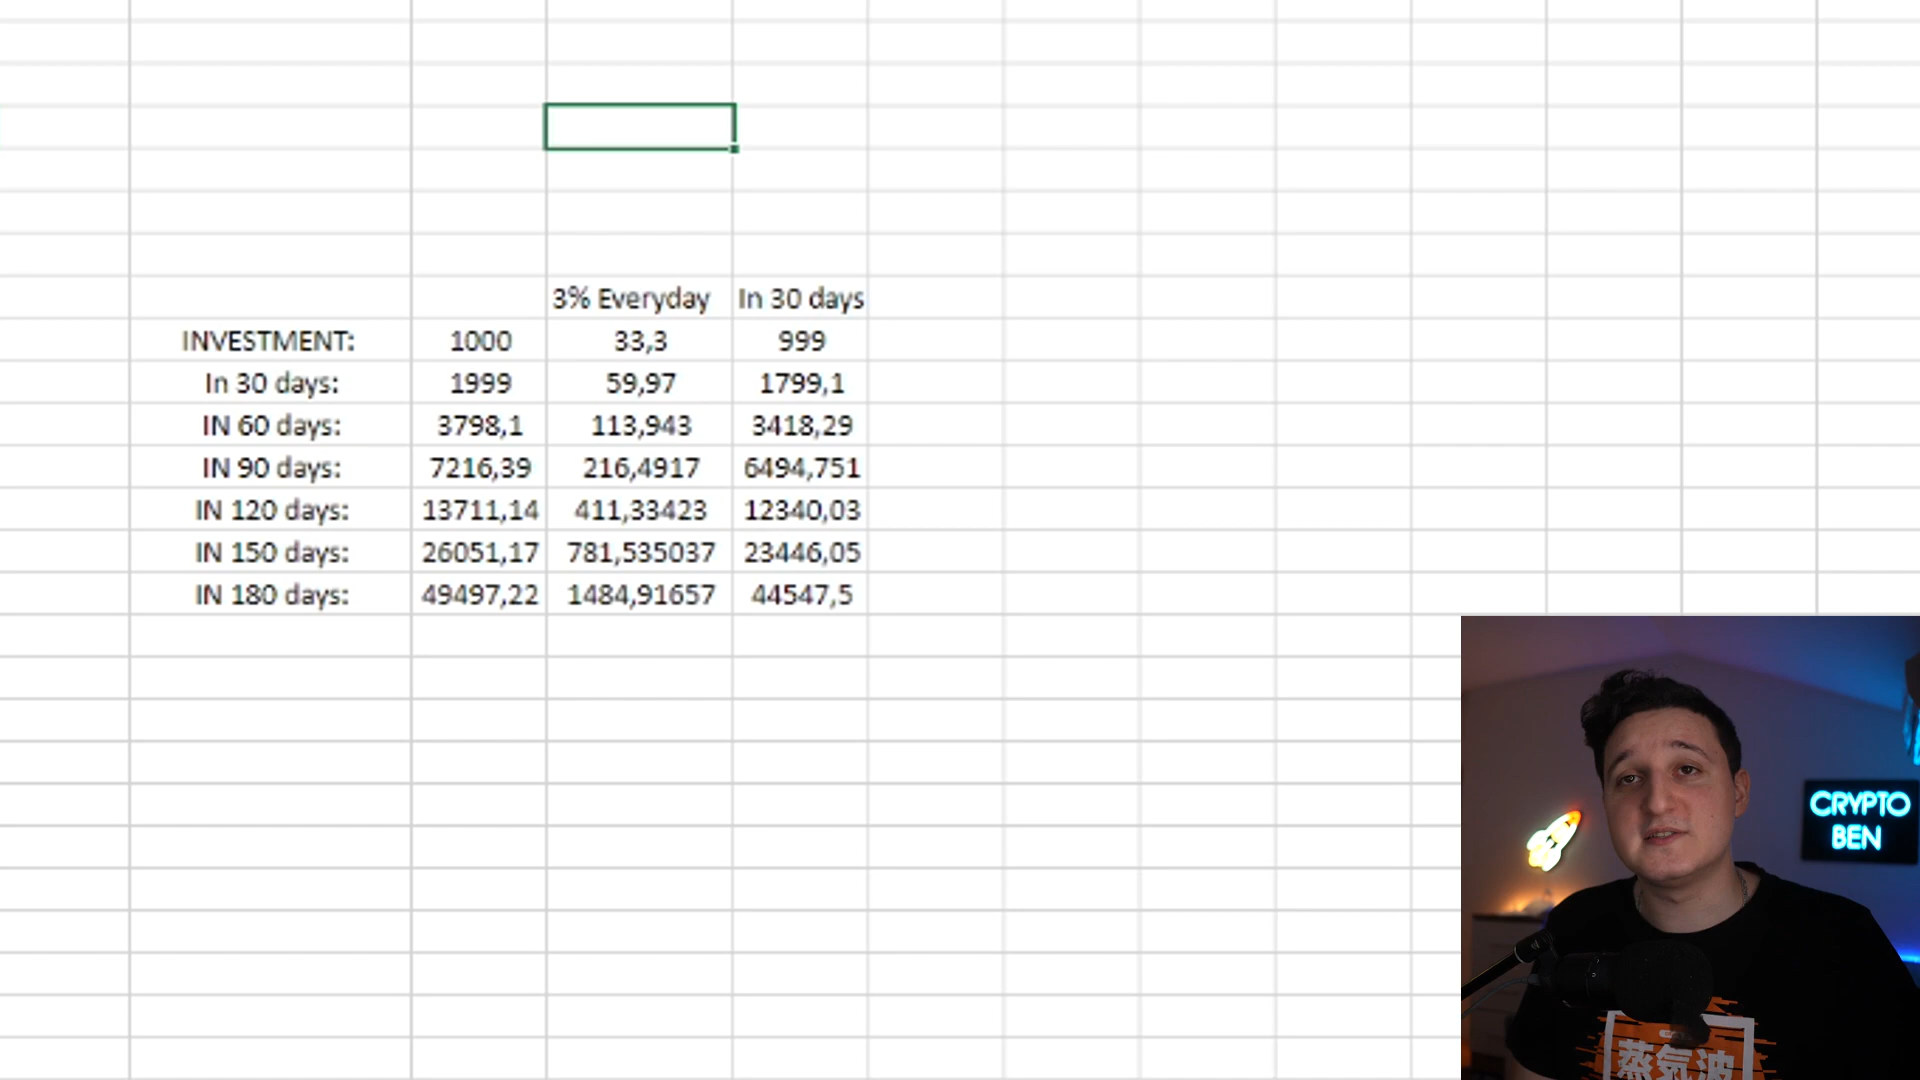 3% Everyday In 30 days
INVESTMENT: 1000 33,3 999
In 30 days: 1999 59,97 1799,1
IN 60 days: 3798,1 113,943 3418,29
IN 90 days: 7216,39 216,4917 6494,751
IN 120 days: 13711,14 411,33423 12340,03
IN 150 days: 26051,17 781,535037 23446,05
IN 180 days: 49497,22 1484,91657 44547,5
CRYPTO
BEN
蒸気波